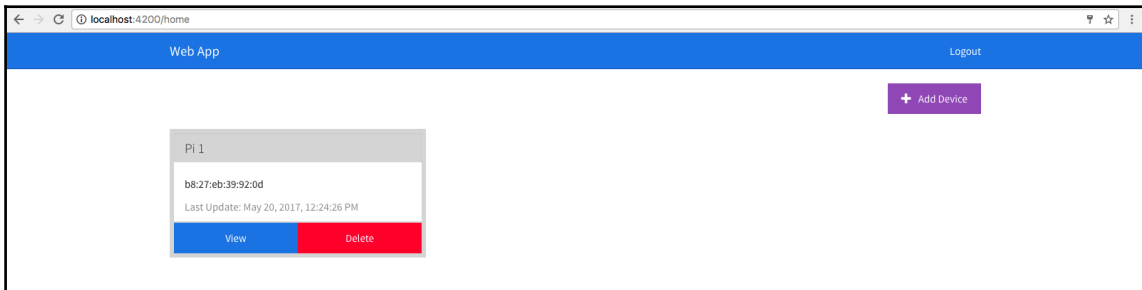 localhost:4200/home
Web App Logout
Add Device
Pi 1
b8:27:eb:39:92:0d
Last Update: May 20, 2017, 12:24:26 PM
View Delete